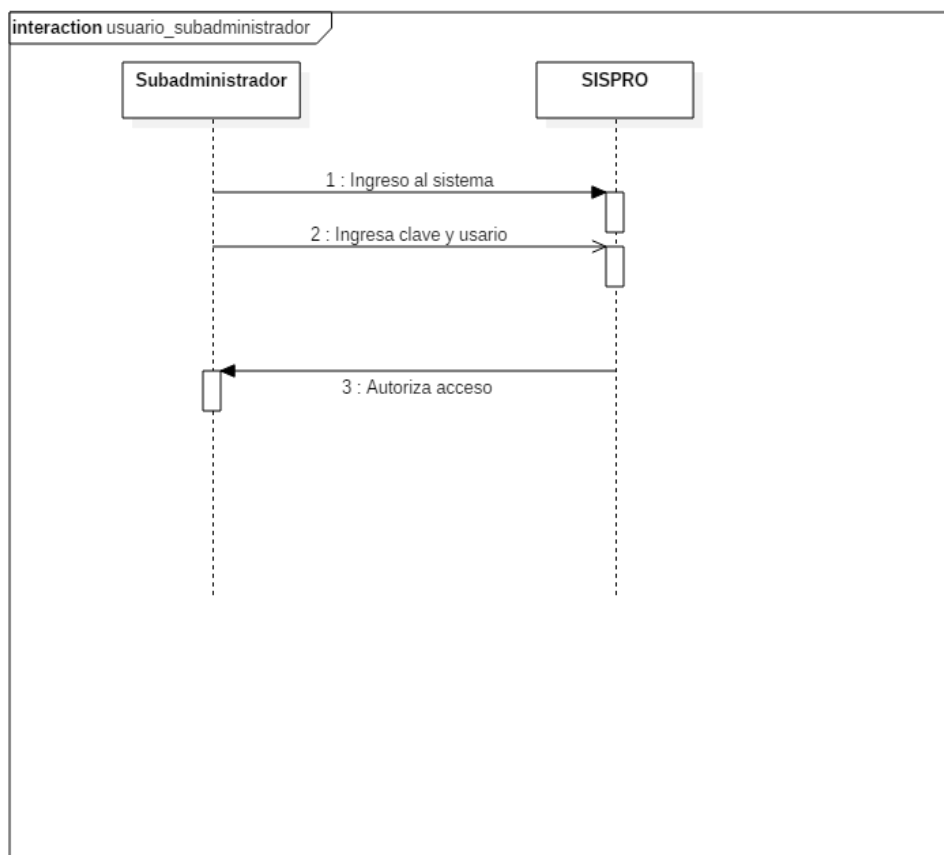 interaction usuario_subadministrador
Subadministrador
SISPRO
1 : Ingreso al sistema
2 : Ingresa clave y usario
3 : Autoriza acceso